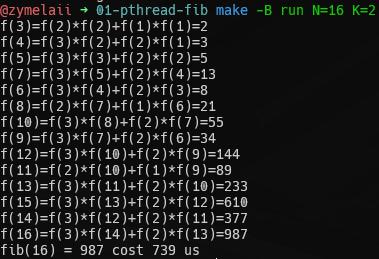 @zymelaii → 01-pthread-fib make -B run N=16 K=2
f(3)=f(2)*f(2)+f(1)*f(1)=2
f(4)=f(3)*f(2)+f(2)*f(1)=3
f(5)=f(3)*f(3)+f(2)*f(2)=5
f(7)=f(3)*f(5)+f(2)*f(4)=13
f(6)=f(3)*f(4)+f(2)*f(3)=8
f(8)=f(2)*f(7)+f(1)*f(6)=21
f(10)=f(3)*f(8)+f(2)*f(7)=55
f(9)=f(3)*f(7)+f(2)*f(6)=34
f(12)=f(3)*f(10)+f(2)*f(9)=144
f(11)=f(2)*f(10)+f(1)*f(9)=89
f(13)=f(3)*f(11)+f(2)*f(10)=233
f(15)=f(3)*f(13)+f(2)*f(12)=610
f(14)=f(3)*f(12)+f(2)*f(11)=377
f(16)=f(3)*f(14)+f(2)*f(13)=987
fib(16) = 987 cost 739 us